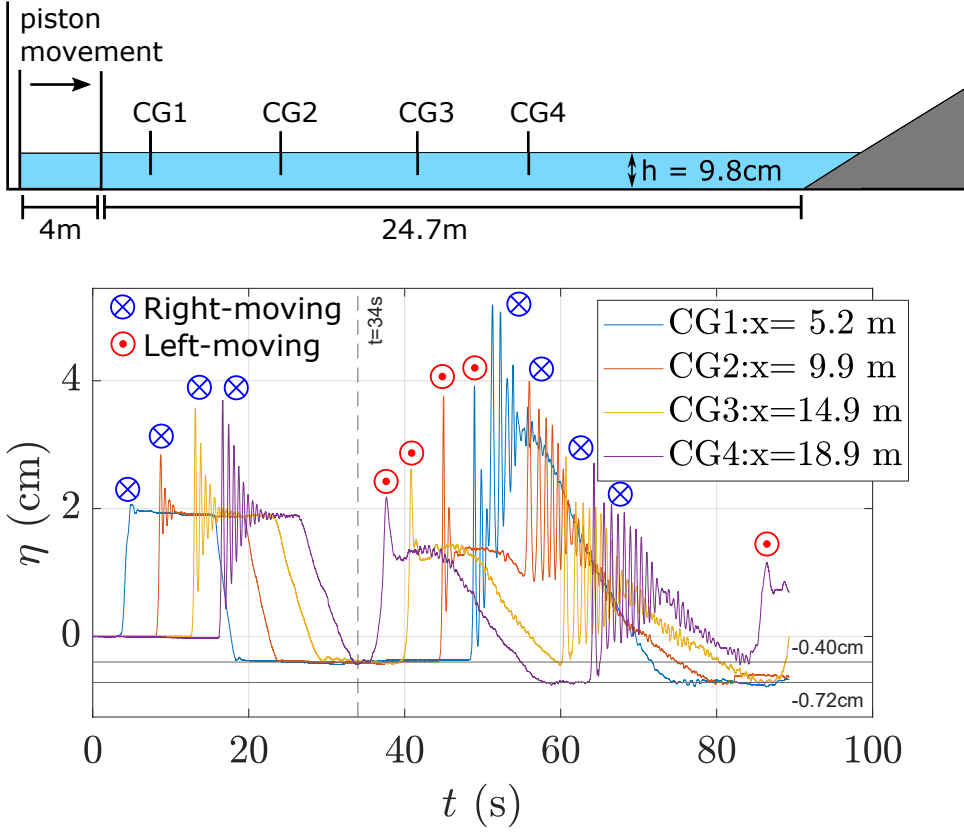 piston
movement
CG1 CG2 CG3 CG4
h = 9.8cm
4m 24.7m
Right-moving
Left-moving
t=34s
CG1:x= 5.2 m
CG2:x= 9.9 m
CG3:x=14.9 m
CG4:x=18.9 m
4
2
0
η (cm)
-0.40cm
-0.72cm
0 20 40 60 80 100
t (s)